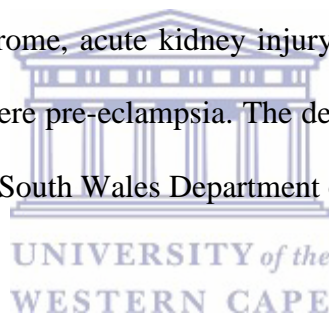 rome, acute kidney injury
ere pre-eclampsia. The de
South Wales Department
UNIVERSITY of the
WESTERN CAPE